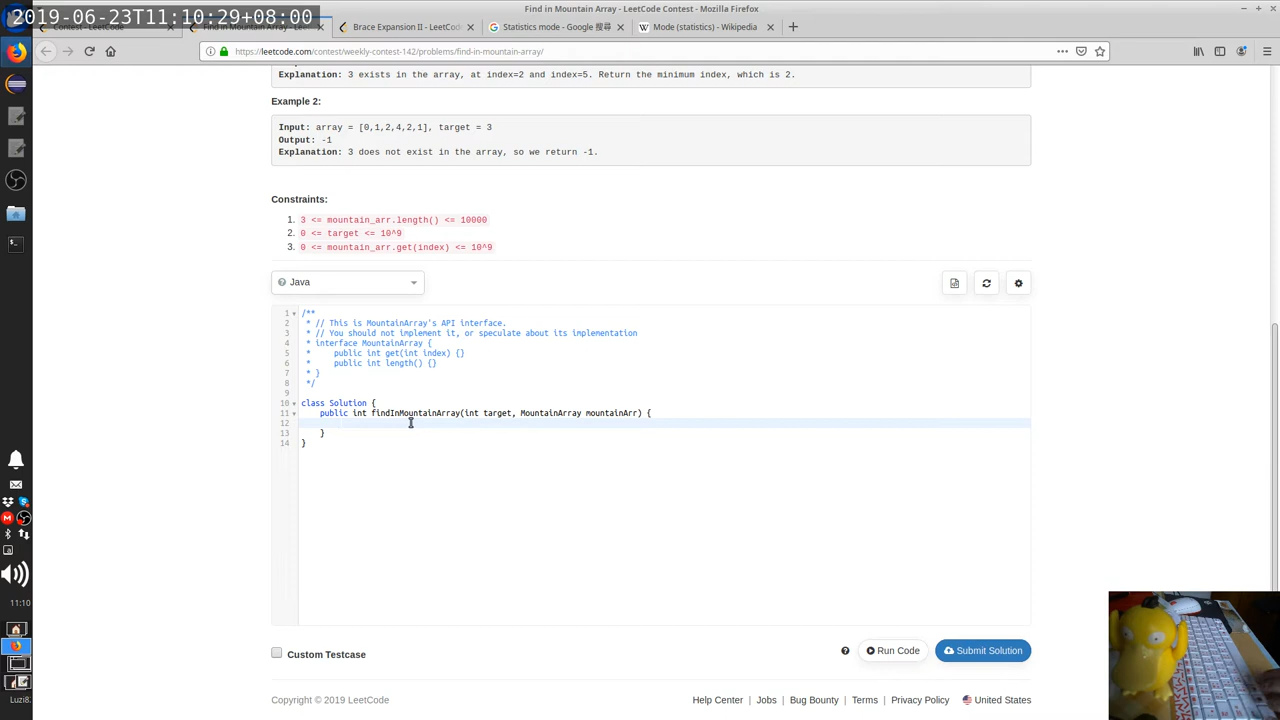 Find in Mountain Array - LeetCode Contest - Mozilla Firefox
2019-06-23T11:10:29+08:00
Contest - LeetCode
Find in Mountain Array - Leet
Brace Expansion II - LeetCod
Statistics mode - Google 搜尋
Mode (statistics) - Wikipedia
https://leetcode.com/contest/weekly-contest-142/problems/find-in-mountain-array/
Explanation: 3 exists in the array, at index=2 and index=5. Return the minimum index, which is 2.
Example 2:
Input: array = [0,1,2,4,2,1], target = 3
Output: -1
Explanation: 3 does not exist in the array, so we return -1.
Constraints:
1. 3 <= mountain_arr.length() <= 10000
2. 0 <= target <= 10^9
3. 0 <= mountain_arr.get(index) <= 10^9
Java
1 /**
2 * // This is MountainArray's API interface.
3 * // You should not implement it, or speculate about its implementation
4 * interface MountainArray {
5 *     public int get(int index) {}
6 *     public int length() {}
7 * }
8 */
9
10 class Solution {
11     public int findInMountainArray(int target, MountainArray mountainArr) {
12
13     }
14 }
Custom Testcase
Run Code
Submit Solution
Copyright © 2019 LeetCode
Help Center | Jobs | Bug Bounty | Terms | Privacy Policy
United States
11:10
Luzi8